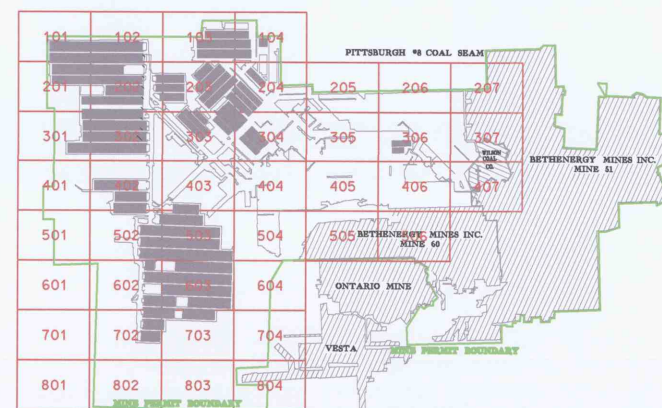 101 102 103 104
PITTSBURGH #8 COAL SEAM
201 202 203 204 205 206 207
301 302 303 304 305 306 307
WILSON
COAL
CO.
BETHENERGY MINES INC.
MINE 51
401 402 403 404 405 406 407
501 502 503 504 505 506
BETHENERGY MINES INC.
MINE 60
601 602 603 604
ONTARIO MINE
701 702 703 704
VESTA
MINE PERMIT BOUNDARY
801 802 803 804
MINE PERMIT BOUNDARY